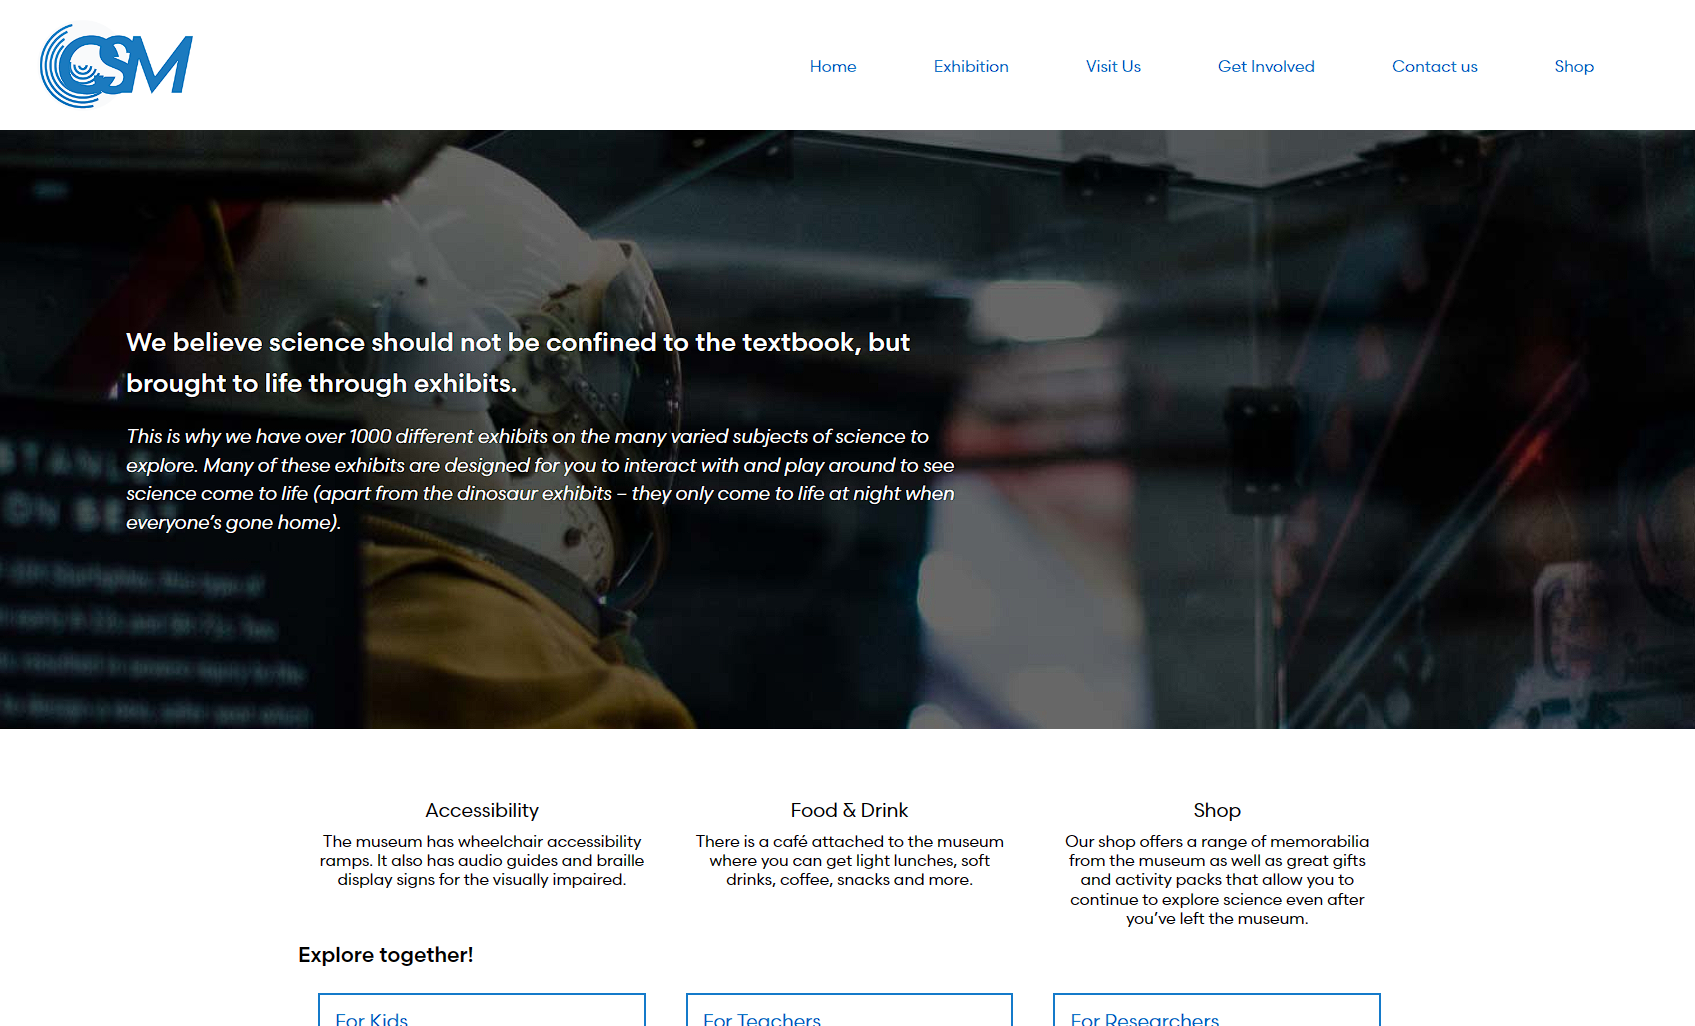 CSM
Home
Exhibition
Visit Us
Get Involved
Contact us
Shop
We believe science should not be confined to the textbook, but
brought to life through exhibits.
This is why we have over 1000 different exhibits on the many varied subjects of science to
explore. Many of these exhibits are designed for you to interact with and play around to see
science come to life (apart from the dinosaur exhibits – they only come to life at night when
everyone’s gone home).
Accessibility
The museum has wheelchair accessibility
ramps. It also has audio guides and braille
display signs for the visually impaired.
Food & Drink
There is a café attached to the museum
where you can get light lunches, soft
drinks, coffee, snacks and more.
Shop
Our shop offers a range of memorabilia
from the museum as well as great gifts
and activity packs that allow you to
continue to explore science even after
you’ve left the museum.
Explore together!
For Kids
For Teachers
For Researchers